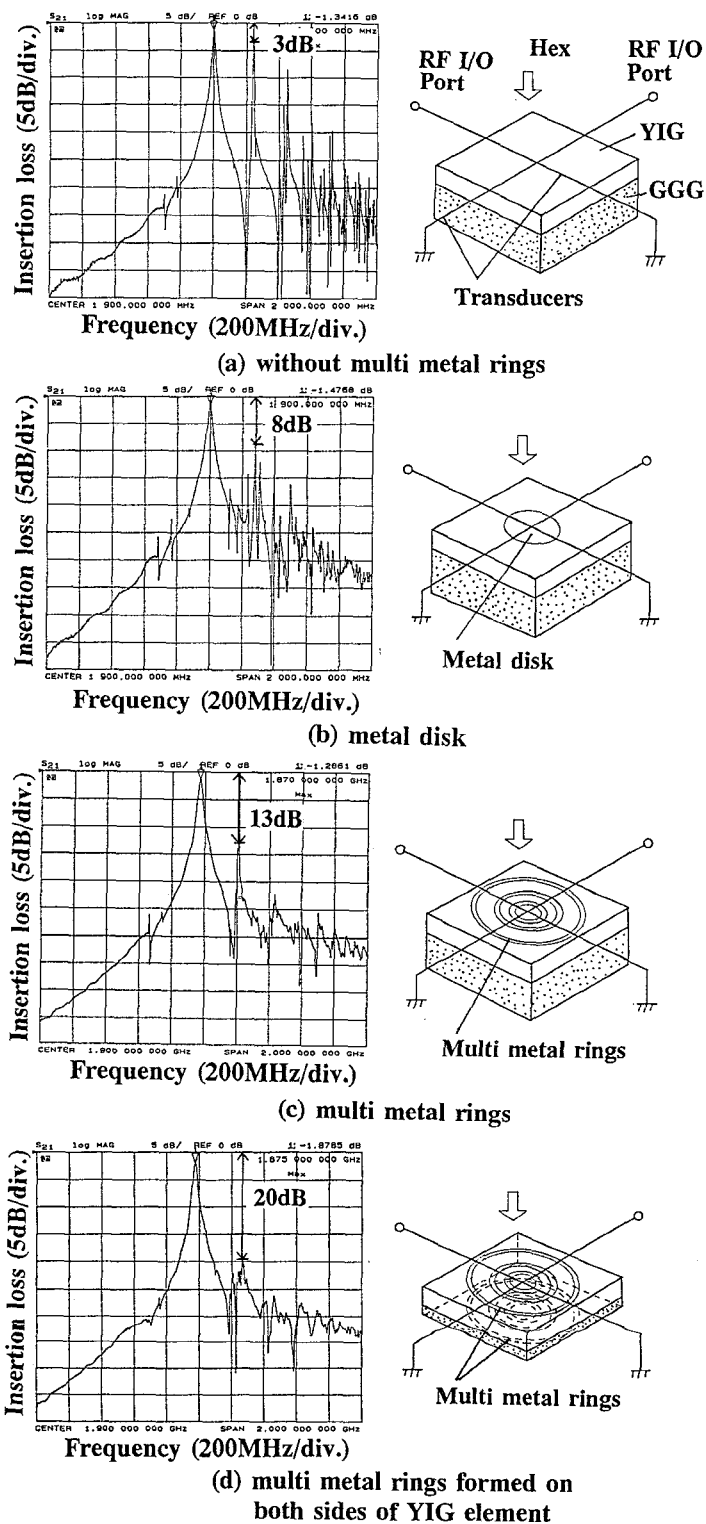 S21 log MAG 5 dB/ REF 0 dB 1: -1.3416 dB
00 000 MHz
3dB
Insertion loss (5dB/div.)
CENTER 1 900.000 000 MHz SPAN 2 000.000 000 MHz
Frequency (200MHz/div.)
RF I/O Port
Hex
RF I/O Port
YIG
GGG
Transducers
(a) without multi metal rings
S21 log MAG 5 dB/ REF 0 dB 1: -1.4768 dB
1 900.000 000 MHz
8dB
Insertion loss (5dB/div.)
CENTER 1 900.000 000 MHz SPAN 2 000.000 000 MHz
Frequency (200MHz/div.)
Metal disk
(b) metal disk
S21 log MAG 5 dB/ REF 0 dB 1: -1.2861 dB
1.870 000 000 GHz
Max
13dB
Insertion loss (5dB/div.)
CENTER 1.900 000 000 GHz SPAN 2.000 000 000 GHz
Frequency (200MHz/div.)
Multi metal rings
(c) multi metal rings
S21 log MAG 5 dB/ REF 0 dB 1: -1.8785 dB
1.875 000 000 GHz
Max
20dB
Insertion loss (5dB/div.)
CENTER 1.900 000 000 GHz SPAN 2.000 000 000 GHz
Frequency (200MHz/div.)
Multi metal rings
(d) multi metal rings formed on
both sides of YIG element